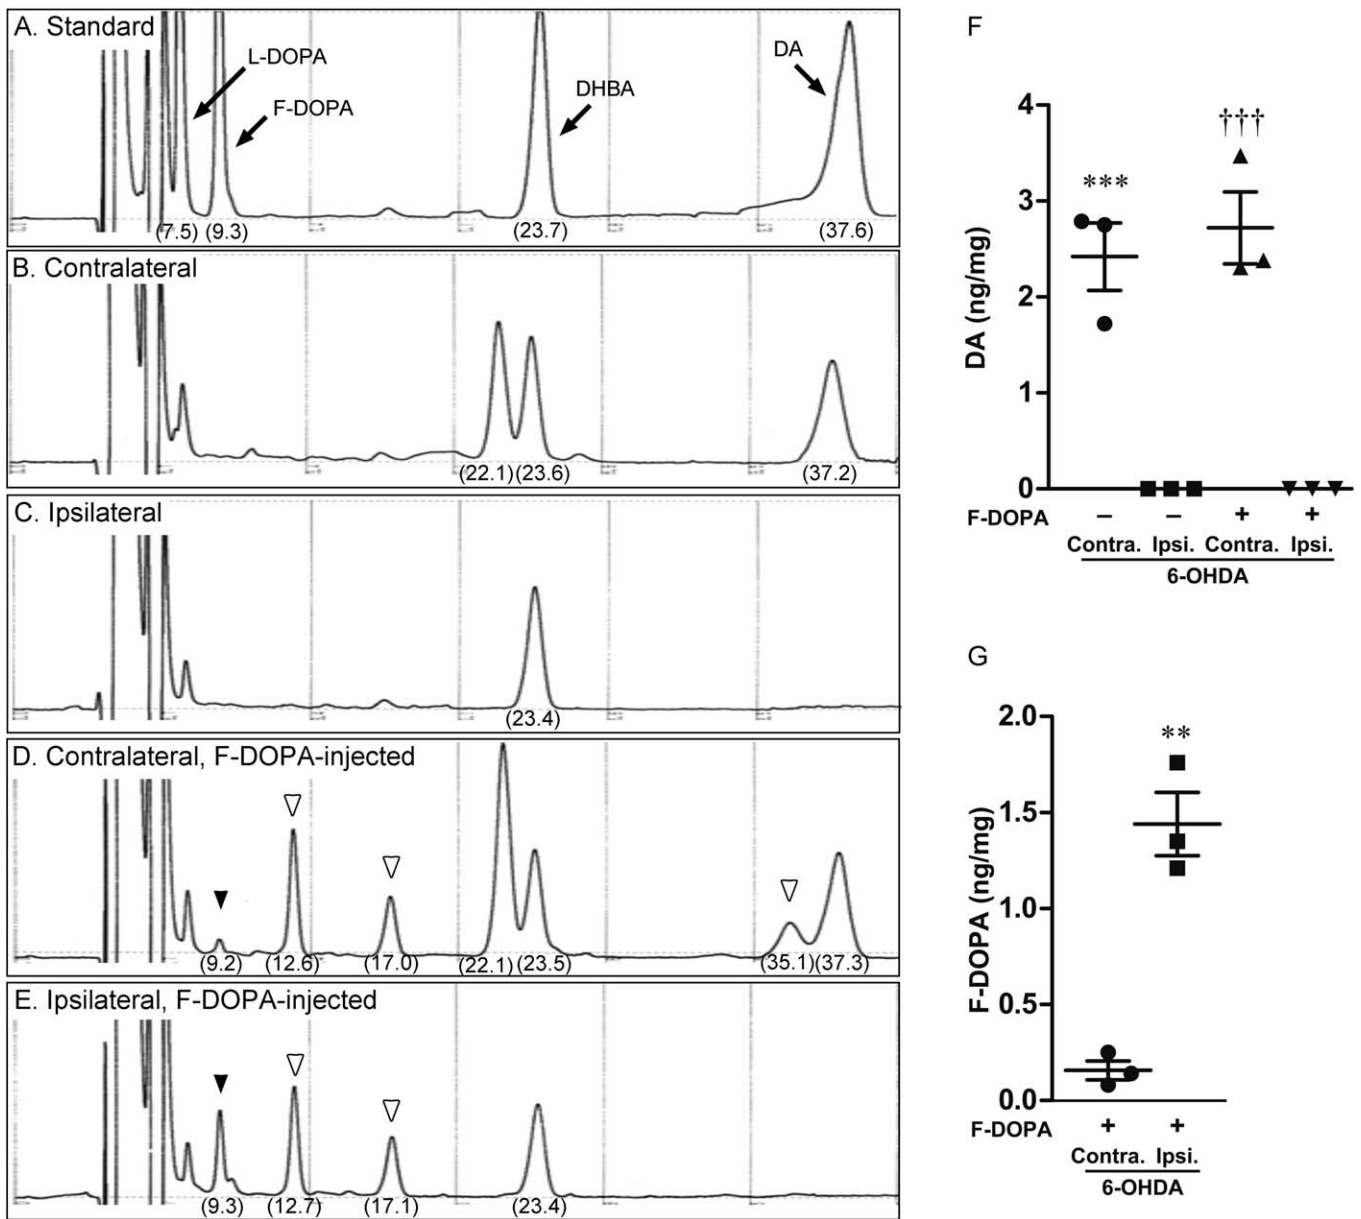 A. Standard
L-DOPA
F-DOPA
DHBA
DA
(7.5) (9.3) (23.7) (37.6)
B. Contralateral
(22.1) (23.6) (37.2)
C. Ipsilateral
(23.4)
D. Contralateral, F-DOPA-injected
(9.2) (12.6) (17.0) (22.1) (23.5) (35.1) (37.3)
E. Ipsilateral, F-DOPA-injected
(9.3) (12.7) (17.1) (23.4)
F
DA (ng/mg)
4
3
2
1
0
***
†††
F-DOPA – – + +
Contra. Ipsi. Contra. Ipsi.
6-OHDA
G
F-DOPA (ng/mg)
2.0
1.5
1.0
0.5
0.0
**
F-DOPA + +
Contra. Ipsi.
6-OHDA